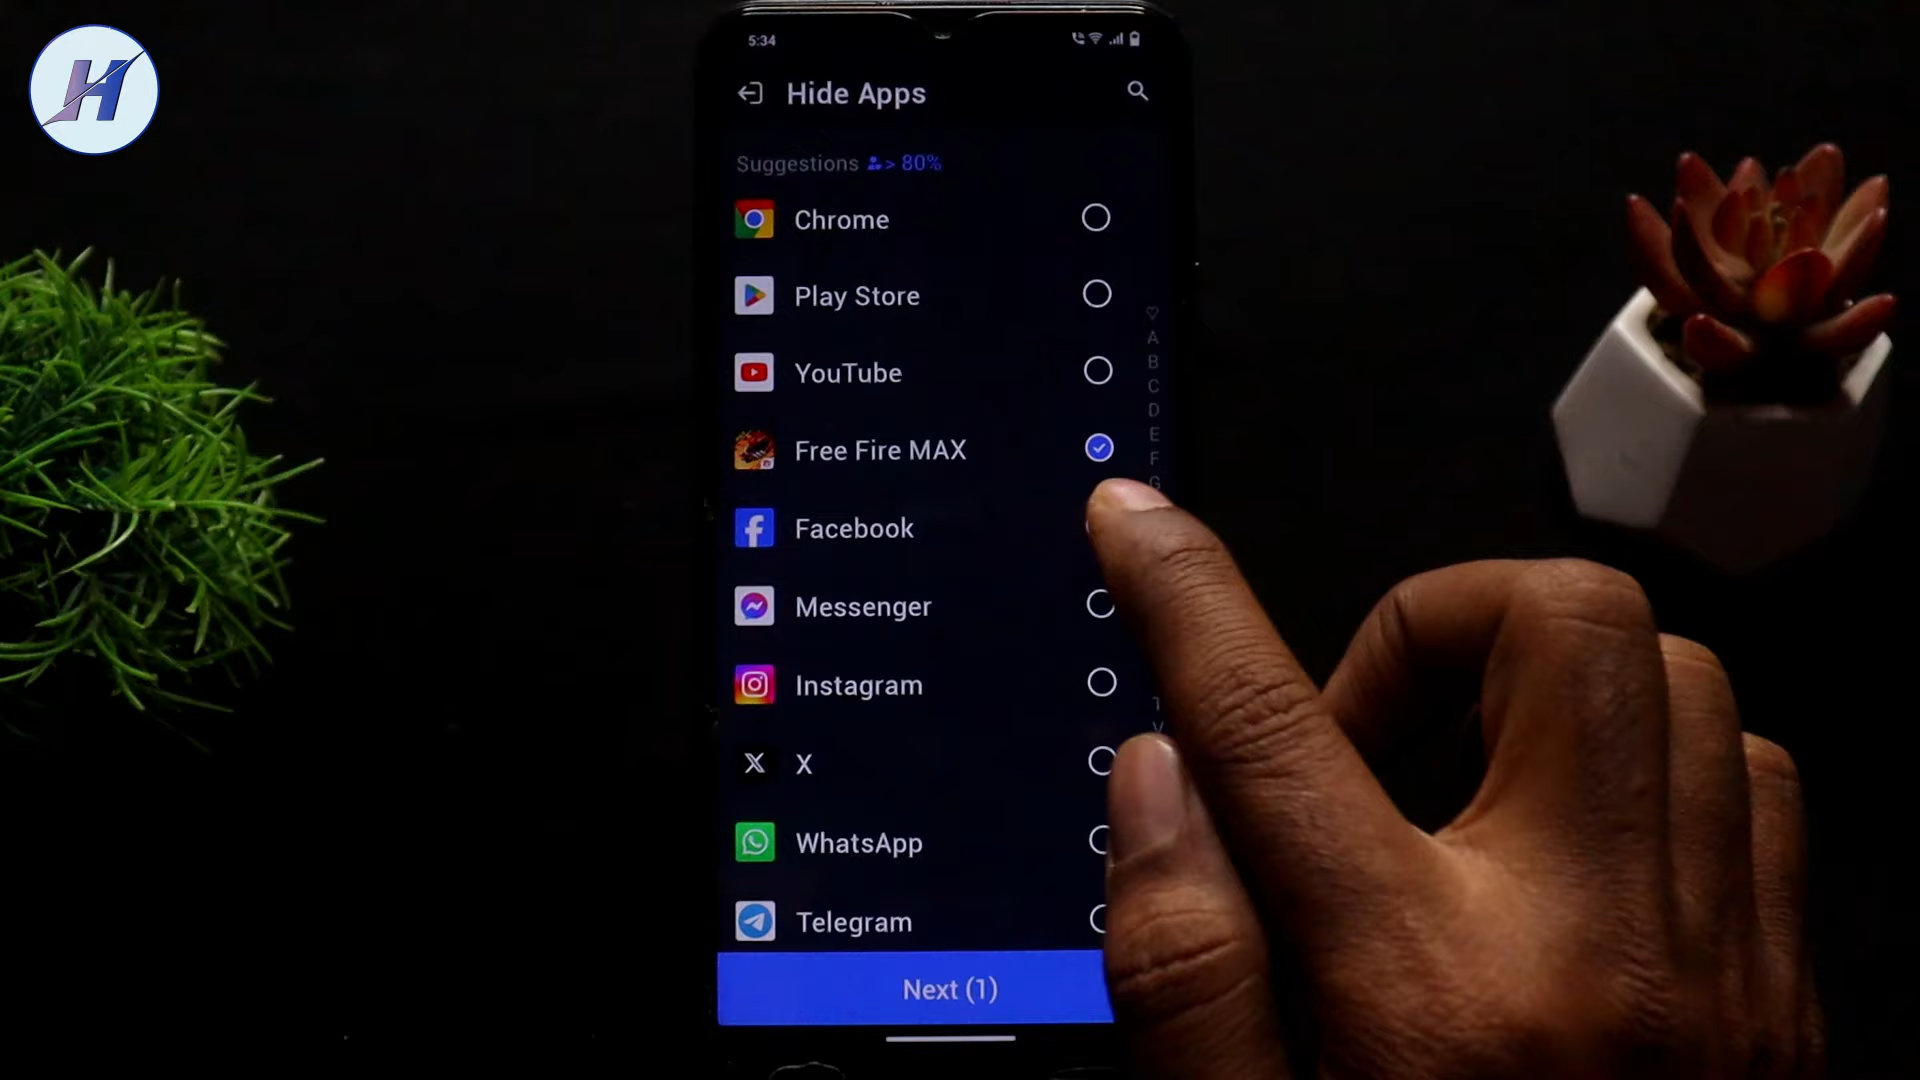 H
5:34
Hide Apps
Suggestions > 80%
Chrome
Play Store
YouTube
Free Fire MAX
Facebook
Messenger
Instagram
X
WhatsApp
Telegram
Next (1)
A
B
C
D
E
F
G
T
V